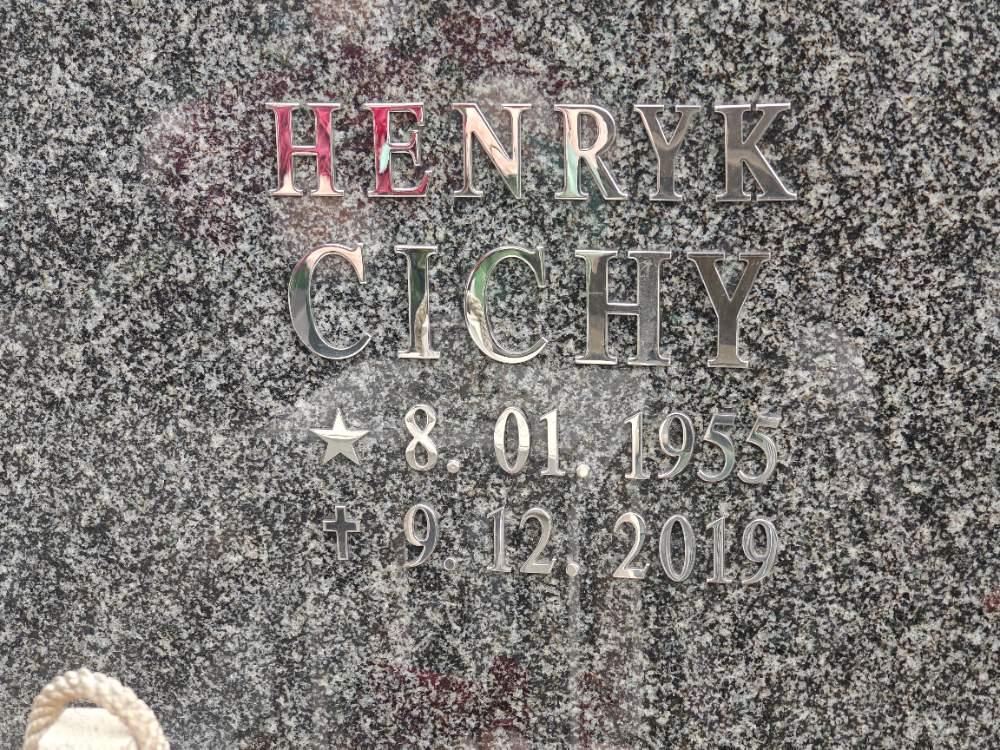 HENRYK
CICHY
★ 8. 01. 1955
✝ 9. 12. 2019